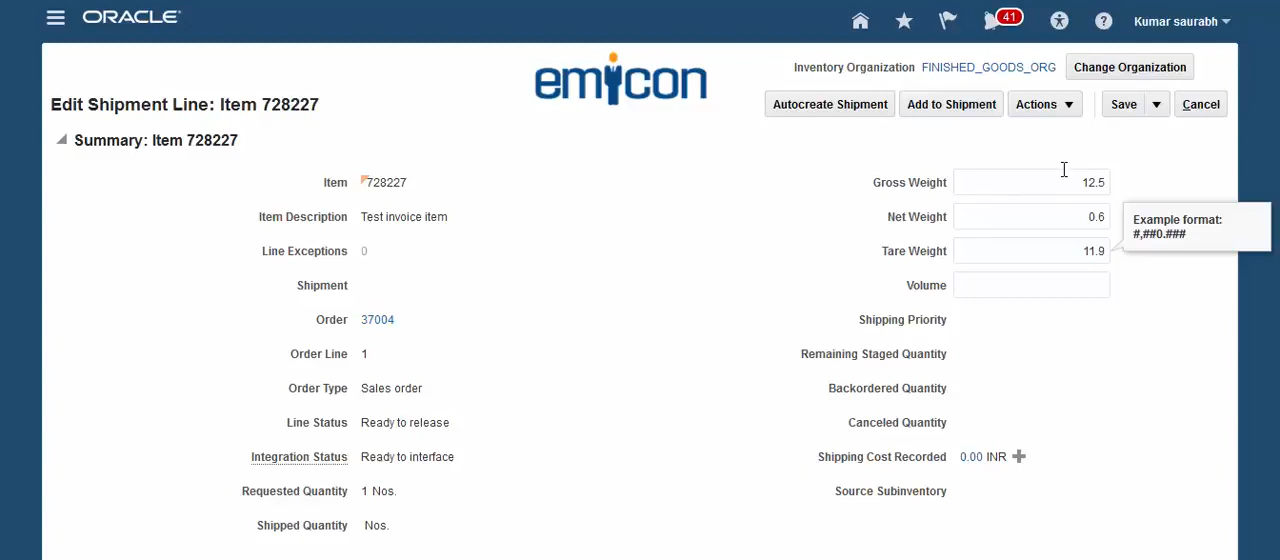 ORACLE
41
Kumar saurabh
emicon
Inventory Organization FINISHED_GOODS_ORG Change Organization
Edit Shipment Line: Item 728227
Autocreate Shipment Add to Shipment Actions Save Cancel
Summary: Item 728227
Item 728227
Item Description Test invoice item
Line Exceptions 0
Shipment
Order 37004
Order Line 1
Order Type Sales order
Line Status Ready to release
Integration Status Ready to interface
Requested Quantity 1 Nos.
Shipped Quantity Nos.
Gross Weight 12.5
Net Weight 0.6
Tare Weight 11.9
Volume
Example format:
#,##0.###
Shipping Priority
Remaining Staged Quantity
Backordered Quantity
Canceled Quantity
Shipping Cost Recorded 0.00 INR
Source Subinventory